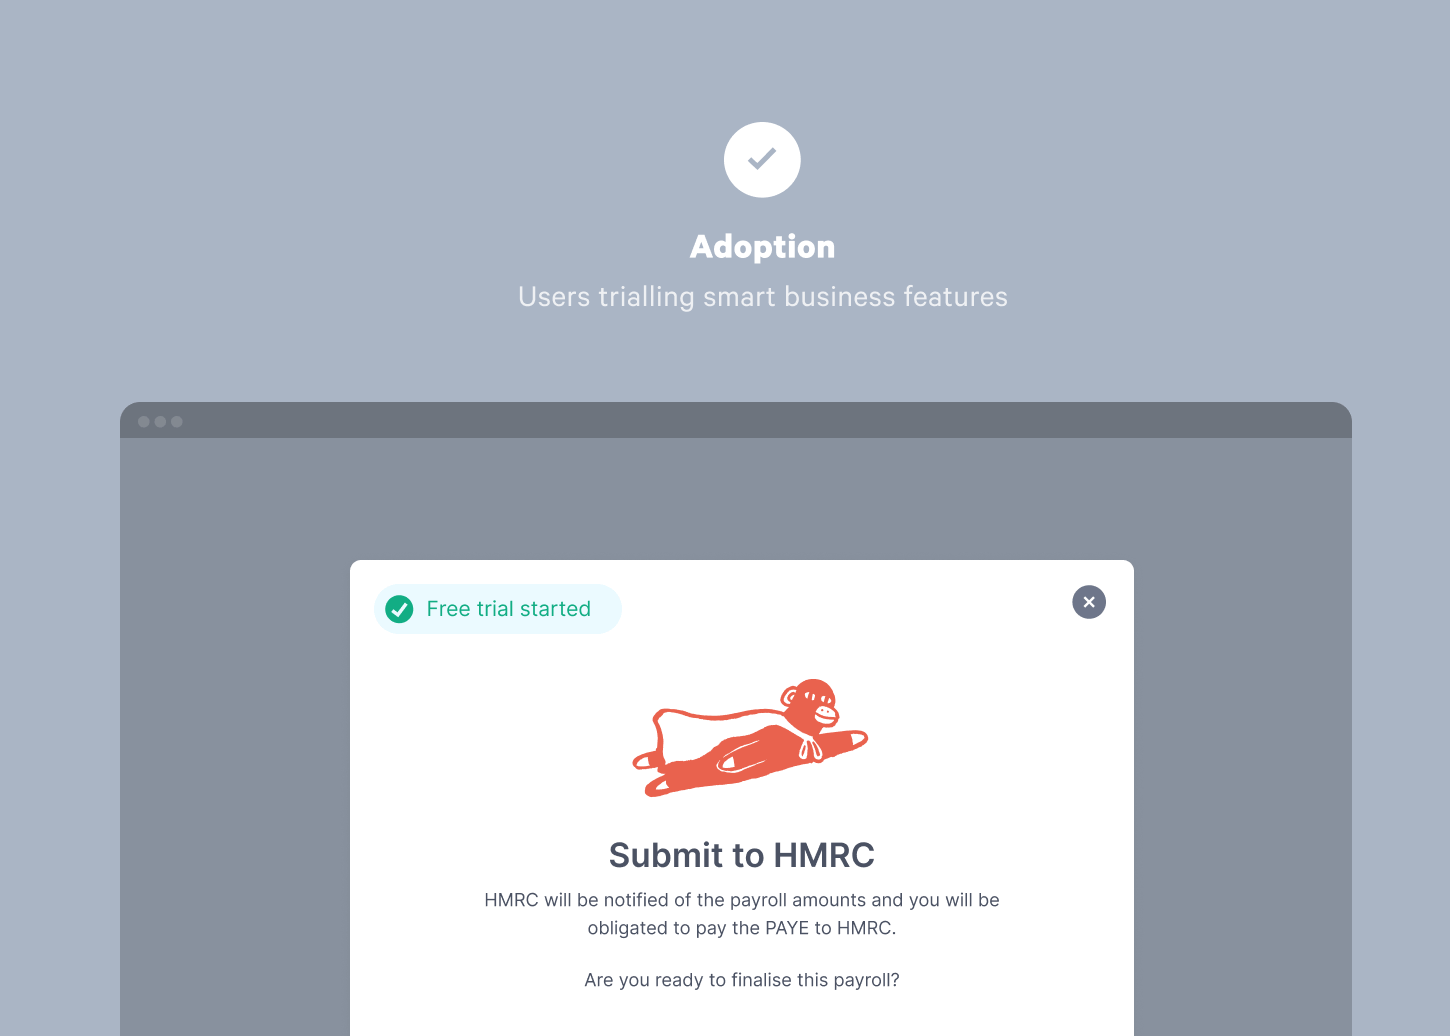 Adoption
Users trialling smart business features
Free trial started
Submit to HMRC
HMRC will be notified of the payroll amounts and you will be
obligated to pay the PAYE to HMRC.
Are you ready to finalise this payroll?